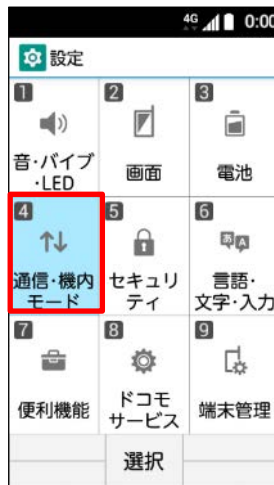 4G 0:00
設定
1
音・バイブ
・LED
2
画面
3
電池
4
通信・機内
モード
5
セキュリ
ティ
6
あ A
言語・
文字・入力
7
便利機能
8
ドコモ
サービス
9
端末管理
選択